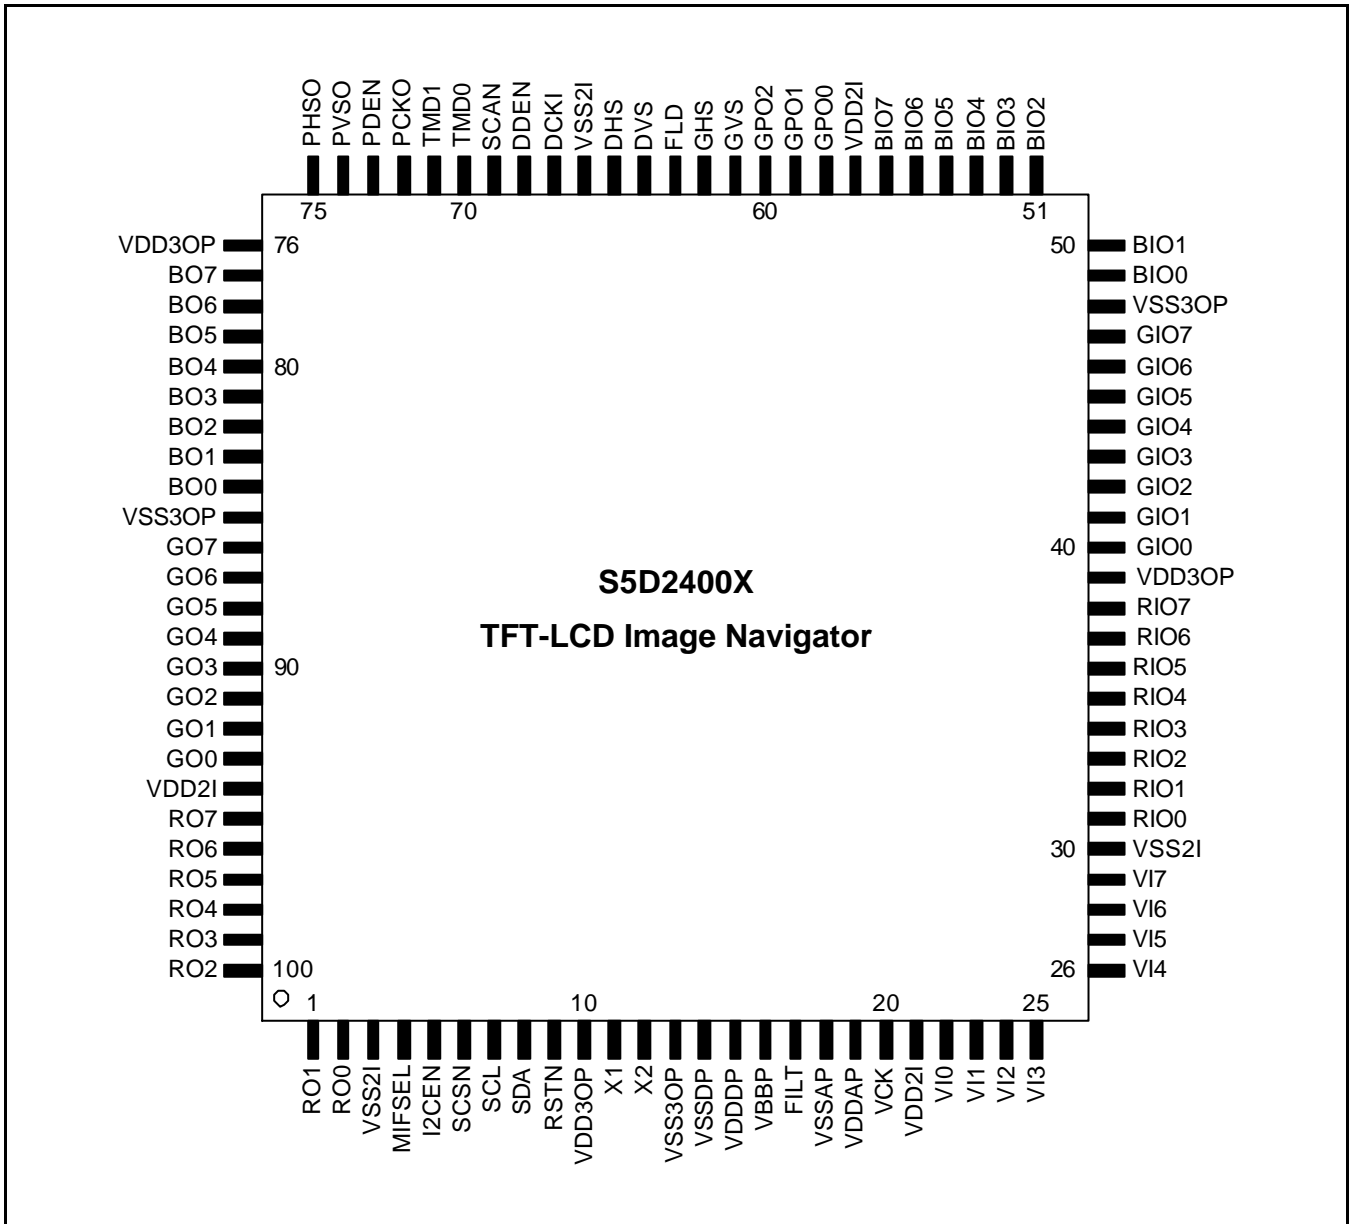 PHSO
PVSO
PDEN
PCKO
TMD1
TMD0
SCAN
DDEN
DCKI
VSS2I
DHS
DVS
FLD
GHS
GVS
GPO2
GPO1
GPO0
VDD2I
BIO7
BIO6
BIO5
BIO4
BIO3
BIO2
75 70 60 51
VDD3OP 76 50 BIO1
BO7 BIO0
BO6 VSS3OP
BO5 GIO7
BO4 80 GIO6
BO3 GIO5
BO2 GIO4
BO1 GIO3
BO0 GIO2
VSS3OP GIO1
GO7 40 GIO0
GO6 VDD3OP
S5D2400X
GO5 RIO7
GO4 RIO6
TFT-LCD Image Navigator
GO3 90 RIO5
GO2 RIO4
GO1 RIO3
GO0 RIO2
VDD2I RIO1
RO7 RIO0
RO6 30 VSS2I
RO5 VI7
RO4 VI6
RO3 VI5
RO2 100 26 VI4
1 10 20 25
RO1
RO0
VSS2I
MIFSEL
I2CEN
SCSN
SCL
SDA
RSTN
VDD3OP
X1
X2
VSS3OP
VSSDP
VDDDP
VBBP
FILT
VSSAP
VDDAP
VCK
VDD2I
VI0
VI1
VI2
VI3